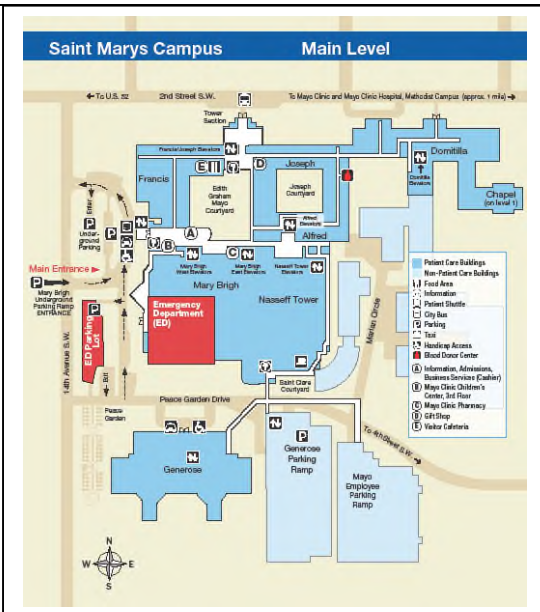 Saint Marys Campus Main Level
To U.S. 52
2nd Street S.W.
To Mayo Clinic and Mayo Clinic Hospital, Methodist Campus (approx. 1 mile)
Tower
Section
Francis/Joseph Elevators
Domitilla
E
D
Francis
Joseph
Edith
Graham
Mayo
Courtyard
Joseph
Courtyard
Domitilla
Elevators
Chapel
(on level 1)
Enter
P
Under-
ground
Parking
P
A
B
C
Alfred
Elevators
Alfred
Main Entrance
P
Mary Brigh
Underground
Parking Ramp
ENTRANCE
Mary Brigh
West Elevators
Mary Brigh
East Elevators
Nasseff Tower
Elevators
Mary Brigh
Nasseff Tower
Emergency
Department
(ED)
ED Parking
Lot
14th Avenue S.W.
Exit
Marian Circle
Patient Care Buildings
Non-Patient Care Buildings
Food Area
Information
Patient Shuttle
City Bus
P Parking
Taxi
Handicap Access
Blood Donor Center
A Information, Admissions,
Business Services (Cashier)
B Mayo Clinic Children's
Center, 3rd Floor
C Mayo Clinic Pharmacy
D Gift Shop
E Visitor Cafeteria
Saint Clare
Courtyard
Peace
Garden
Peace Garden Drive
To 4th Street S.W.
Generose
P
Generose
Parking
Ramp
Mayo
Employee
Parking
Ramp
N
W
E
S